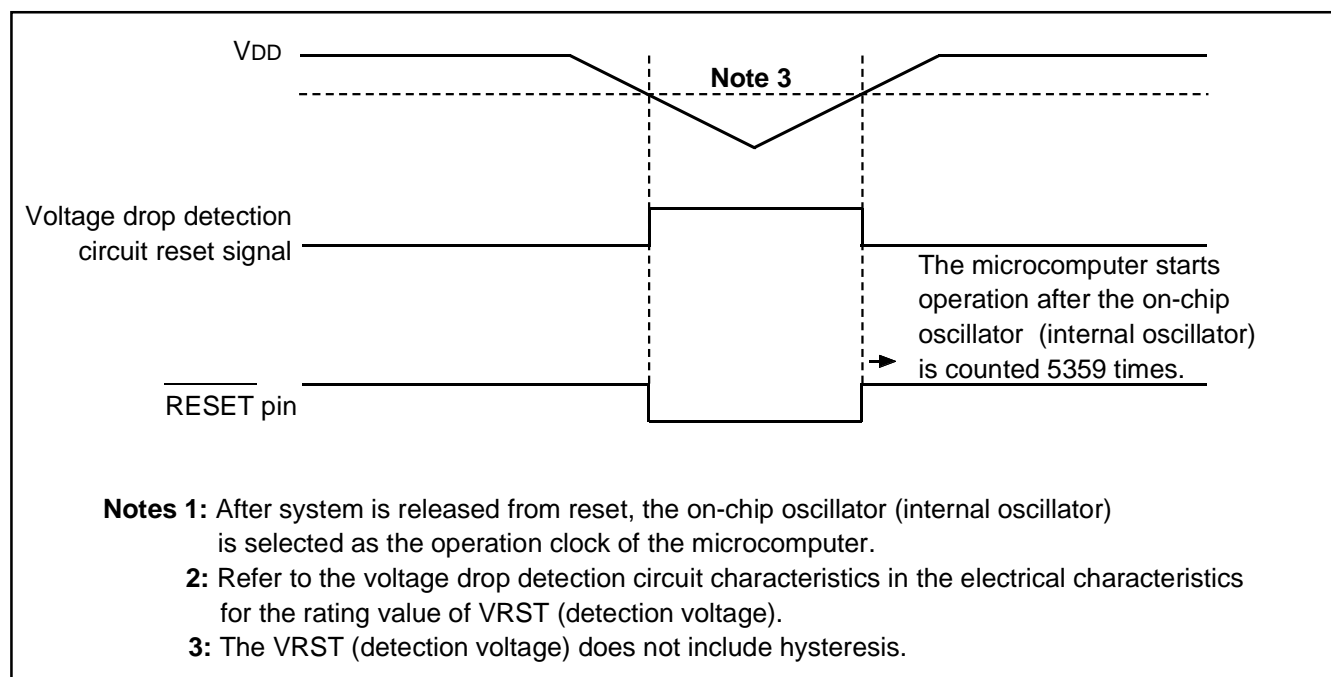 VDD
Note 3
Voltage drop detection
circuit reset signal
The microcomputer starts
operation after the on-chip
oscillator (internal oscillator)
is counted 5359 times.
RESET pin
Notes 1: After system is released from reset, the on-chip oscillator (internal oscillator)
is selected as the operation clock of the microcomputer.
2: Refer to the voltage drop detection circuit characteristics in the electrical characteristics
for the rating value of VRST (detection voltage).
3: The VRST (detection voltage) does not include hysteresis.